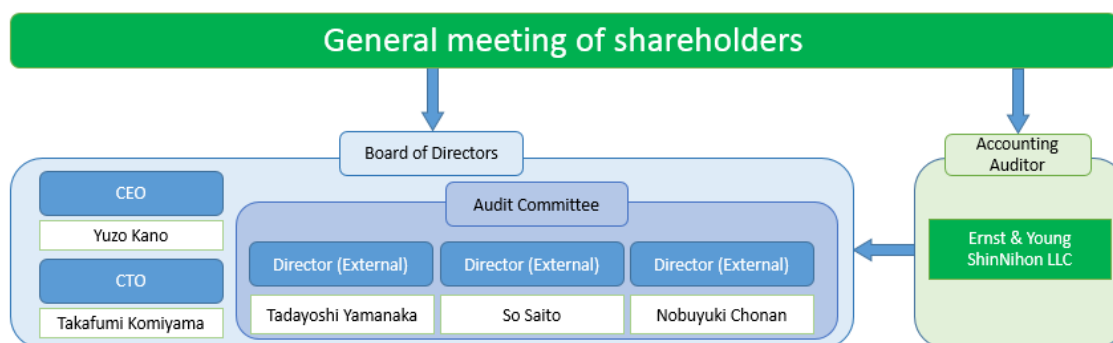 General meeting of shareholders
Board of Directors
Accounting
Auditor
CEO
Yuzo Kano
CTO
Takafumi Komiyama
Audit Committee
Director (External)
Director (External)
Director (External)
Tadayoshi Yamanaka
So Saito
Nobuyuki Chonan
Ernst & Young
ShinNihon LLC